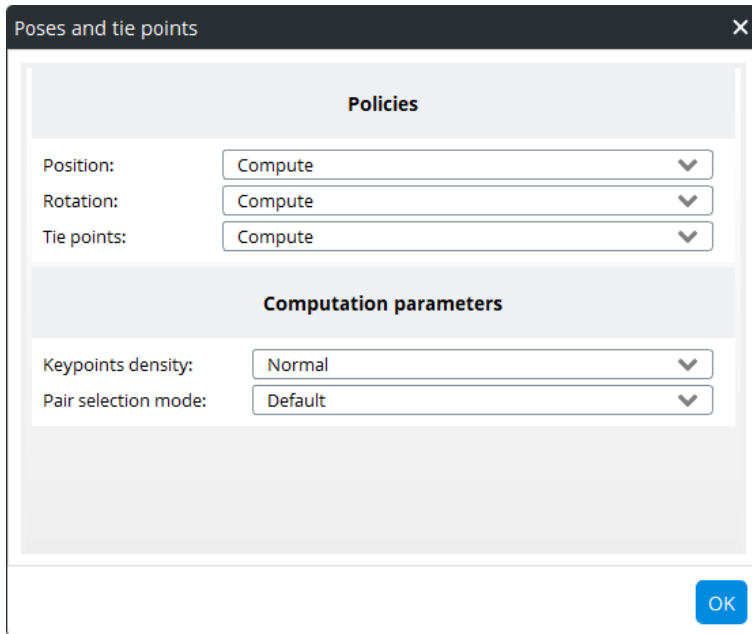 Poses and tie points
Policies
Position: Compute
Rotation: Compute
Tie points: Compute
Computation parameters
Keypoints density: Normal
Pair selection mode: Default
OK